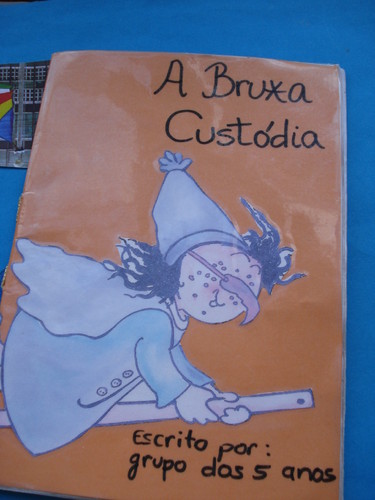 A Bruxa
Custódia
Escrito por:
grupo dos 5 anos